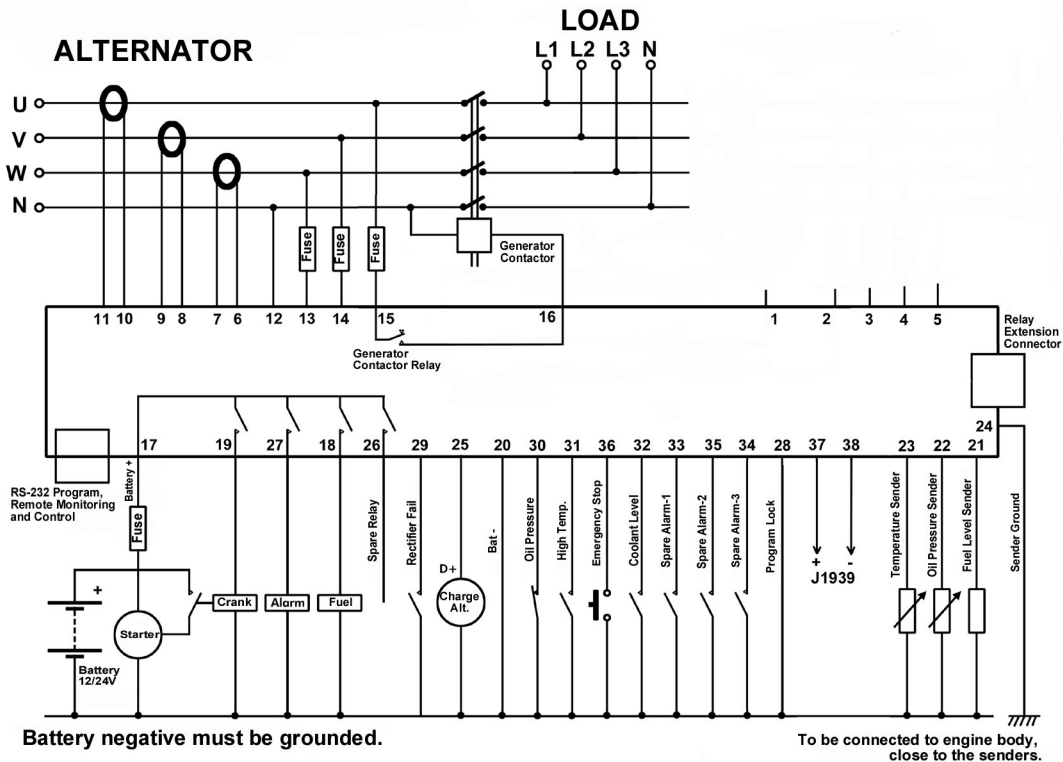 LOAD
ALTERNATOR
L1 L2 L3 N
U
V
W
N
Fuse
Fuse
Fuse
Generator
Contactor
11 10 9 8 7 6 12 13 14 15 16 1 2 3 4 5
Generator
Contactor Relay
Relay
Extension
Connector
24
17 19 27 18 26 29 25 20 30 31 36 32 33 35 34 28 37 38 23 22 21
RS-232 Program,
Remote Monitoring
and Control
Battery +
Fuse
Spare Relay
Rectifier Fail
Bat -
Oil Pressure
High Temp.
Emergency Stop
Coolant Level
Spare Alarm-1
Spare Alarm-2
Spare Alarm-3
Program Lock
+ -
J1939
Temperature Sender
Oil Pressure Sender
Fuel Level Sender
Sender Ground
D+
Charge
Alt.
+
Crank
Alarm
Fuel
Starter
Battery
12/24V
Battery negative must be grounded.
To be connected to engine body,
close to the senders.